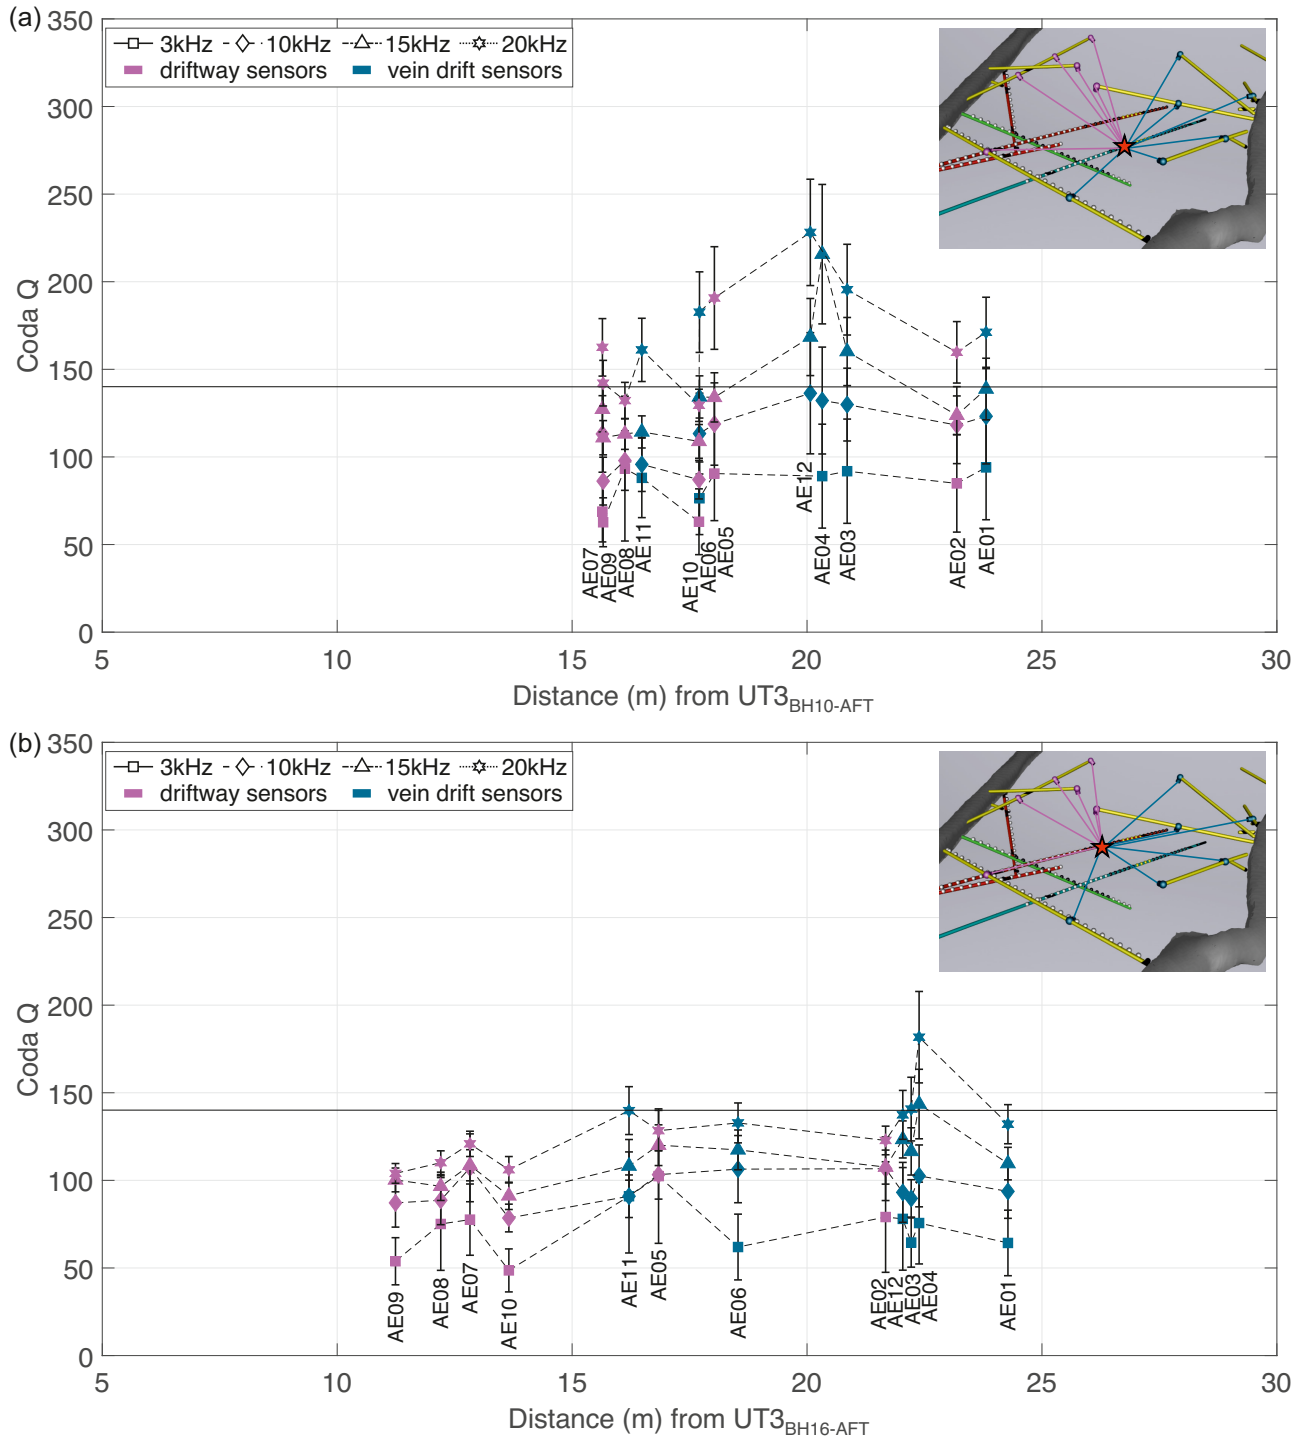 (a)
350
300
250
200
150
100
50
0
Coda Q
3kHz 10kHz 15kHz 20kHz
driftway sensors vein drift sensors
AE07
AE09
AE08
AE11
AE10
AE06
AE05
AE12
AE04
AE03
AE02
AE01
5 10 15 20 25 30
Distance (m) from UT3BH10-AFT
(b)
350
300
250
200
150
100
50
0
Coda Q
3kHz 10kHz 15kHz 20kHz
driftway sensors vein drift sensors
AE09
AE08
AE07
AE10
AE11
AE05
AE06
AE02
AE12
AE03
AE04
AE01
5 10 15 20 25 30
Distance (m) from UT3BH16-AFT